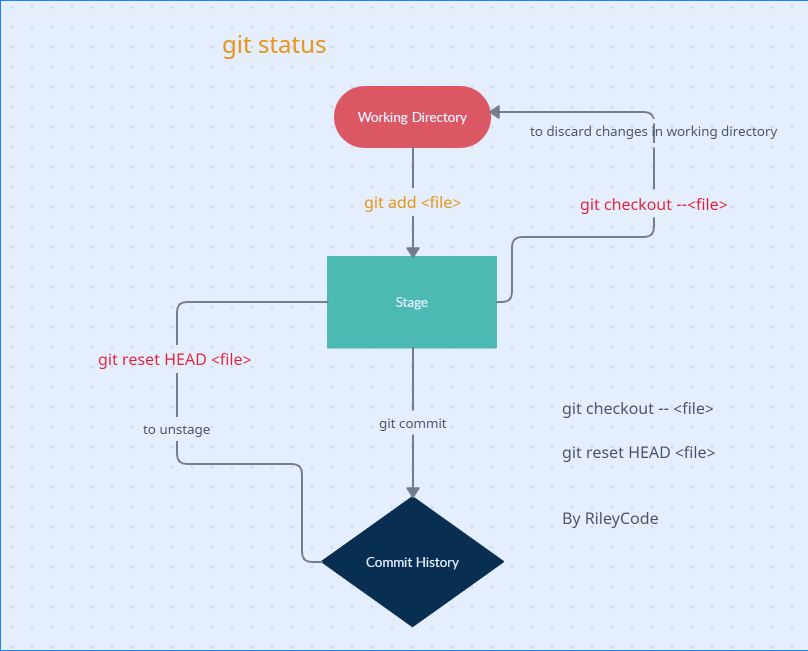 git status
Working Directory
to discard changes in working directory
git add <file>
git checkout --<file>
Stage
git reset HEAD <file>
to unstage
git commit
git checkout -- <file>
git reset HEAD <file>
By RileyCode
Commit History